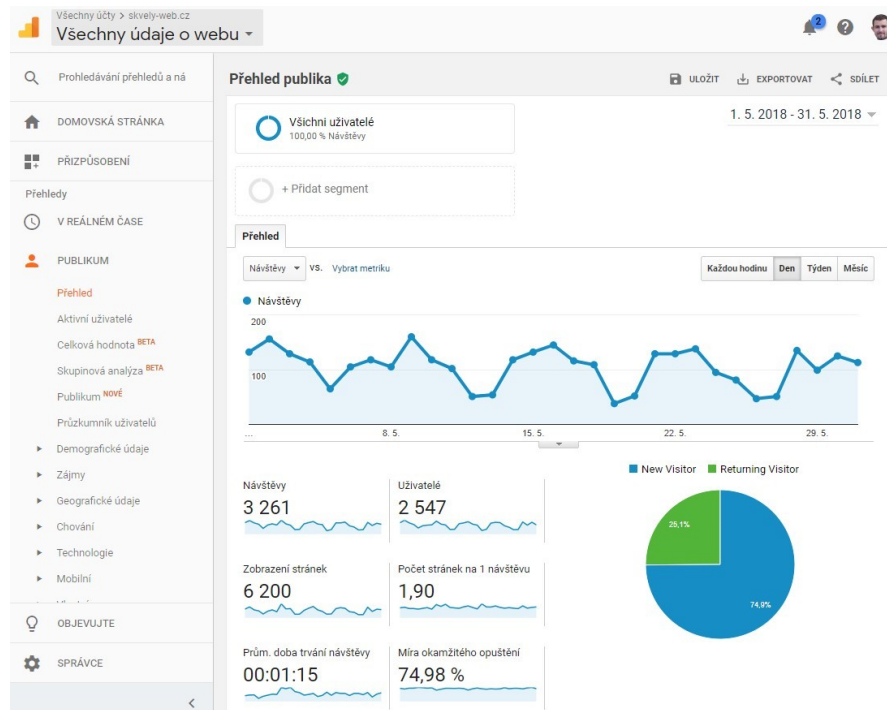 Všechny účty > skvely-web.cz
Všechny údaje o webu
2
Prohledávání přehledů a ná
DOMOVSKÁ STRÁNKA
PŘIZPŮSOBENÍ
Přehledy
V REÁLNÉM ČASE
PUBLIKUM
Přehled
Aktivní uživatelé
Celková hodnota BETA
Skupinová analýza BETA
Publikum NOVÉ
Průzkumník uživatelů
Demografické údaje
Zájmy
Geografické údaje
Chování
Technologie
Mobilní
OBJEVUJTE
SPRÁVCE
Přehled publika
ULOŽIT
EXPORTOVAT
SDÍLET
Všichni uživatelé
100,00 % Návštěvy
1. 5. 2018 - 31. 5. 2018
+ Přidat segment
Přehled
Návštěvy
VS.
Vybrat metriku
Každou hodinu
Den
Týden
Měsíc
Návštěvy
200
100
...
8. 5.
15. 5.
22. 5.
29. 5.
Návštěvy
3 261
Uživatelé
2 547
Zobrazení stránek
6 200
Počet stránek na 1 návštěvu
1,90
Prům. doba trvání návštěvy
00:01:15
Míra okamžitého opuštění
74,98 %
New Visitor
Returning Visitor
25,1%
74,9%